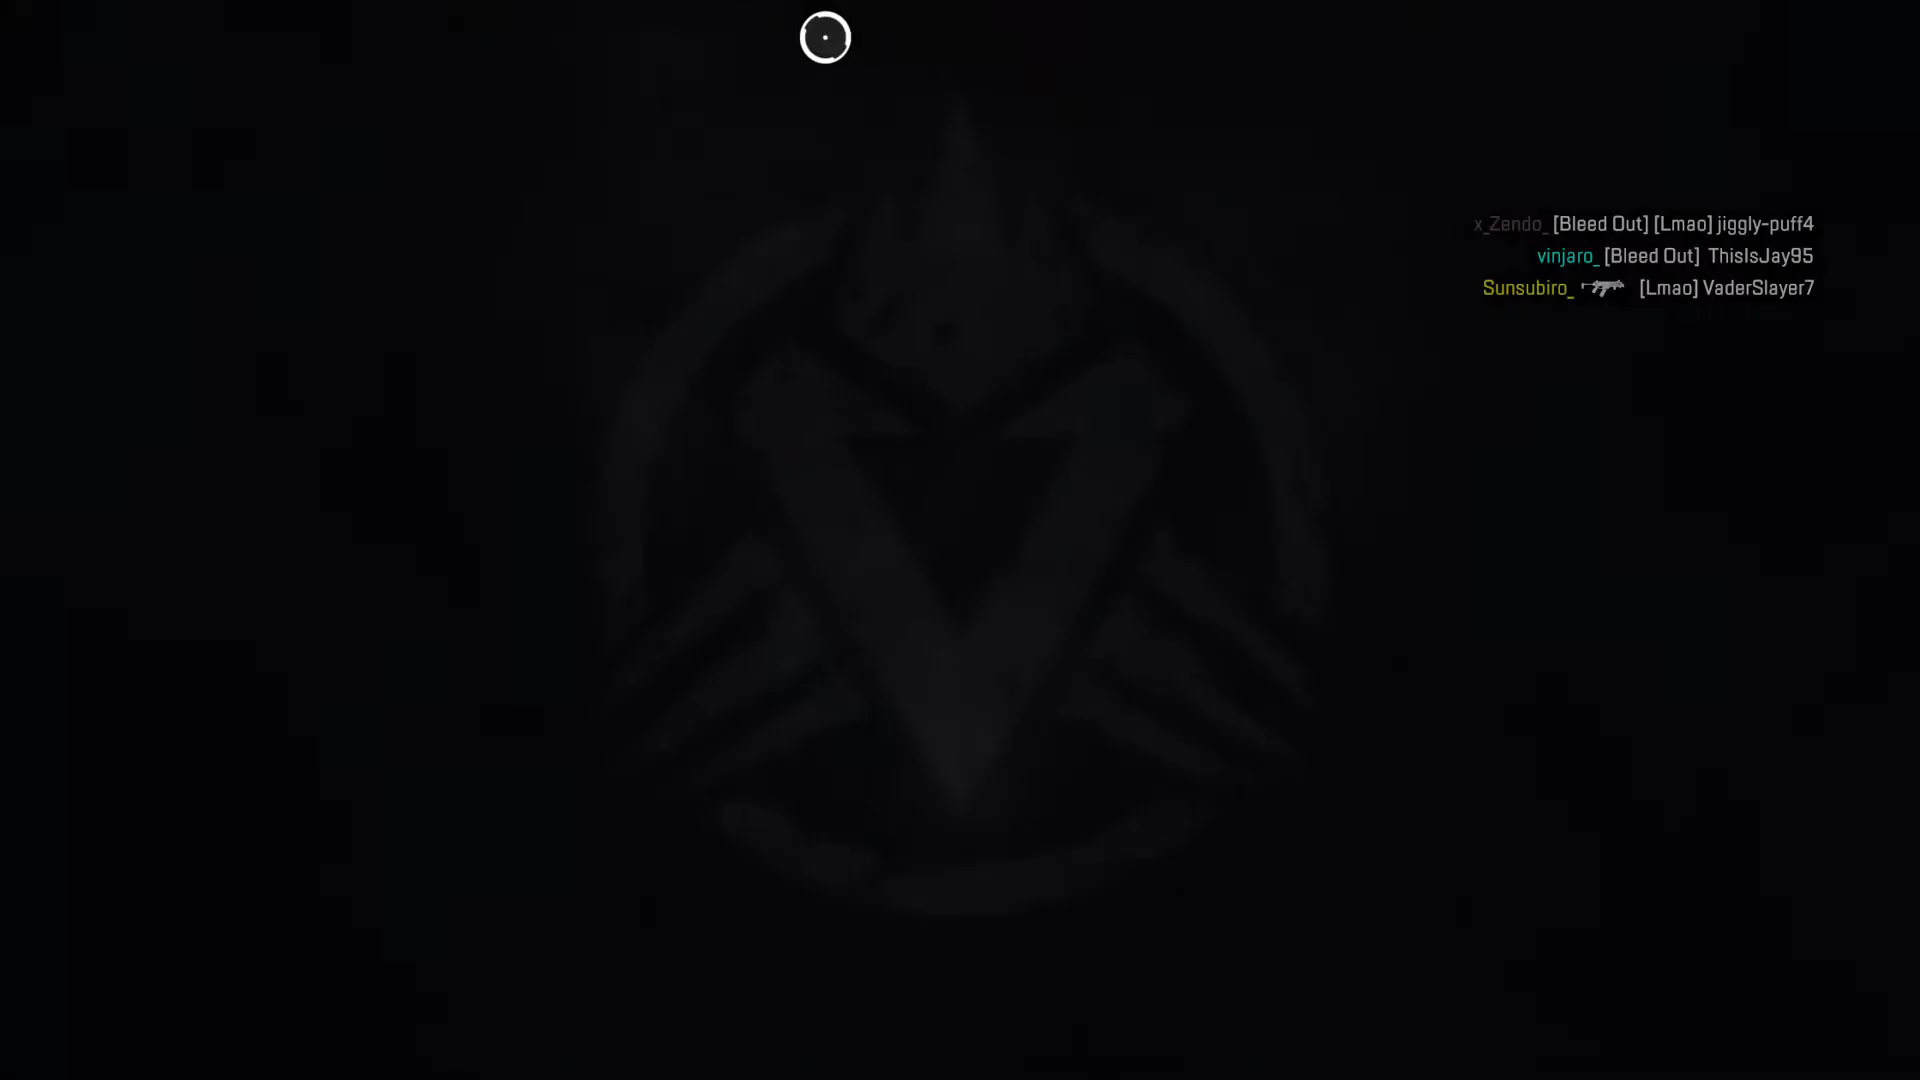 x_Zendo_ [Bleed Out] [Lmao] jiggly-puff4
vinjaro_ [Bleed Out] ThisIsJay95
Sunsubiro_ [Lmao] VaderSlayer7